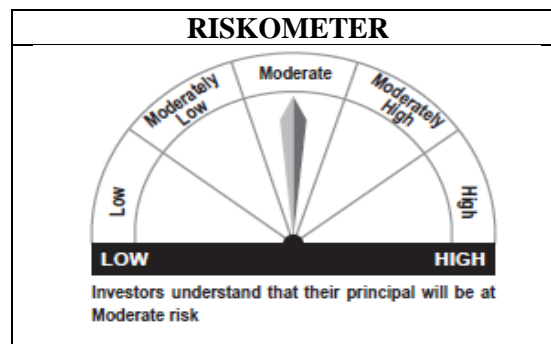 RISKOMETER
Low
Moderately
Low
Moderate
Moderately
High
High
LOW HIGH
Investors understand that their principal will be at
Moderate risk